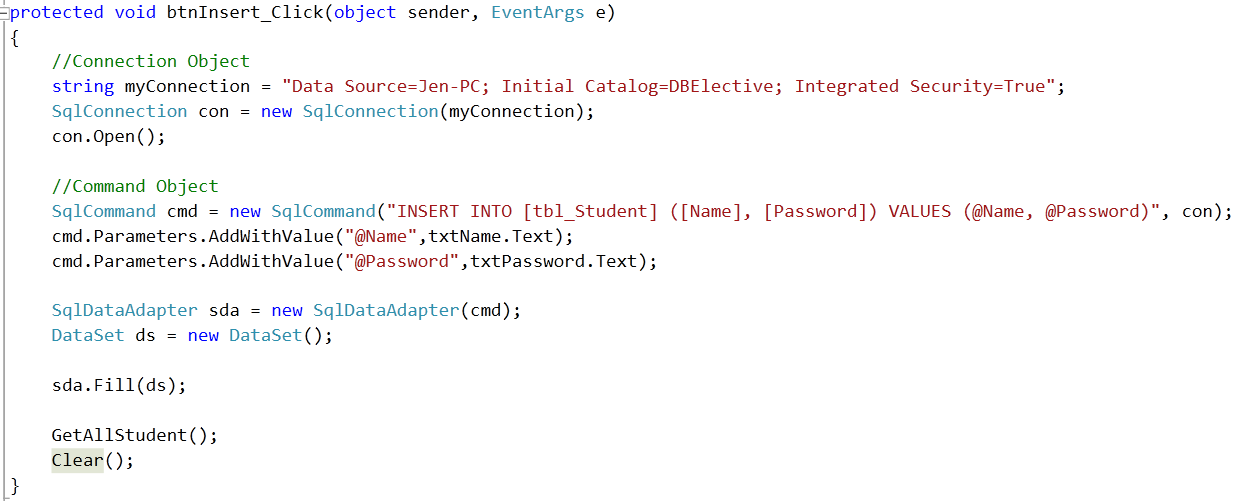 protected void btnInsert_Click(object sender, EventArgs e)
{
//Connection Object
string myConnection = "Data Source=Jen-PC; Initial Catalog=DBElective; Integrated Security=True";
SqlConnection con = new SqlConnection(myConnection);
con.Open();
//Command Object
SqlCommand cmd = new SqlCommand("INSERT INTO [tbl_Student] ([Name], [Password]) VALUES (@Name, @Password)", con);
cmd.Parameters.AddWithValue("@Name",txtName.Text);
cmd.Parameters.AddWithValue("@Password",txtPassword.Text);
SqlDataAdapter sda = new SqlDataAdapter(cmd);
DataSet ds = new DataSet();
sda.Fill(ds);
GetAllStudent();
Clear();
}